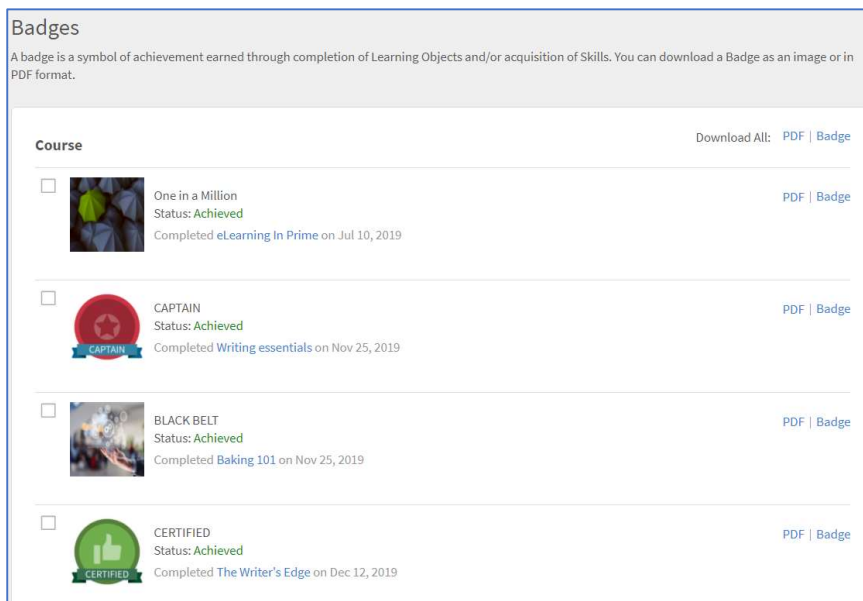 Badges
A badge is a symbol of achievement earned through completion of Learning Objects and/or acquisition of Skills. You can download a Badge as an image or in
PDF format.
Course
Download All: PDF | Badge
One in a Million
PDF | Badge
Status: Achieved
Completed eLearning In Prime on Jul 10, 2019
CAPTAIN
CAPTAIN
PDF | Badge
Status: Achieved
Completed Writing essentials on Nov 25, 2019
BLACK BELT
PDF | Badge
Status: Achieved
Completed Baking 101 on Nov 25, 2019
CERTIFIED
CERTIFIED
PDF | Badge
Status: Achieved
Completed The Writer's Edge on Dec 12, 2019